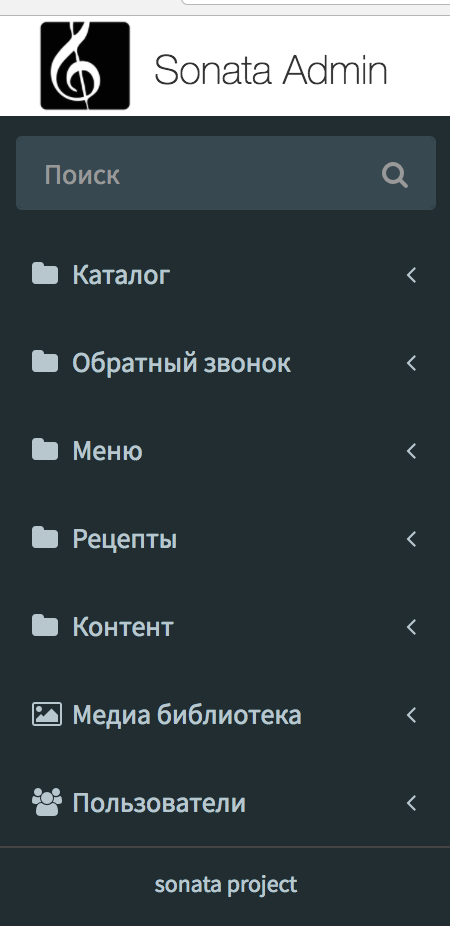 Sonata Admin
Поиск
Каталог
Обратный звонок
Меню
Рецепты
Контент
Медиа библиотека
Пользователи
sonata project